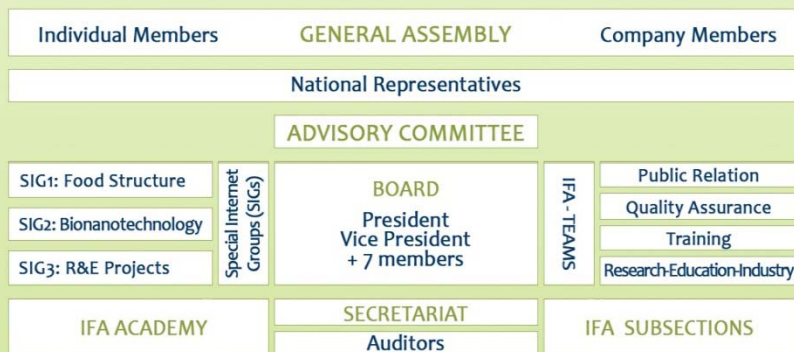 Individual Members GENERAL ASSEMBLY Company Members
National Representatives
ADVISORY COMMITTEE
SIG1: Food Structure
SIG2: Bionanotechnology
SIG3: R&E Projects
Special Internet
Groups (SIGs)
BOARD
President
Vice President
+ 7 members
IFA - TEAMS
Public Relation
Quality Assurance
Training
Research-Education-Industry
IFA ACADEMY
SECRETARIAT
Auditors
IFA SUBSECTIONS